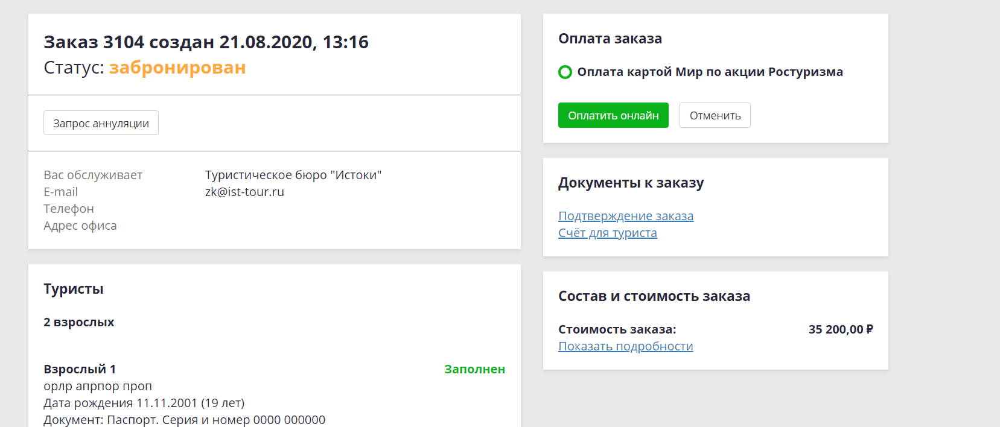 Заказ 3104 создан 21.08.2020, 13:16
Статус: забронирован
Запрос аннуляции
Вас обслуживает Туристическое бюро "Истоки"
E-mail zk@ist-tour.ru
Телефон
Адрес офиса
Туристы
2 взрослых
Взрослый 1 Заполнен
орлр апрпор проп
Дата рождения 11.11.2001 (19 лет)
Документ: Паспорт. Серия и номер 0000 000000
Оплата заказа
Оплата картой Мир по акции Ростуризма
Оплатить онлайн Отменить
Документы к заказу
Подтверждение заказа
Счёт для туриста
Состав и стоимость заказа
Стоимость заказа: 35 200,00 ₽
Показать подробности